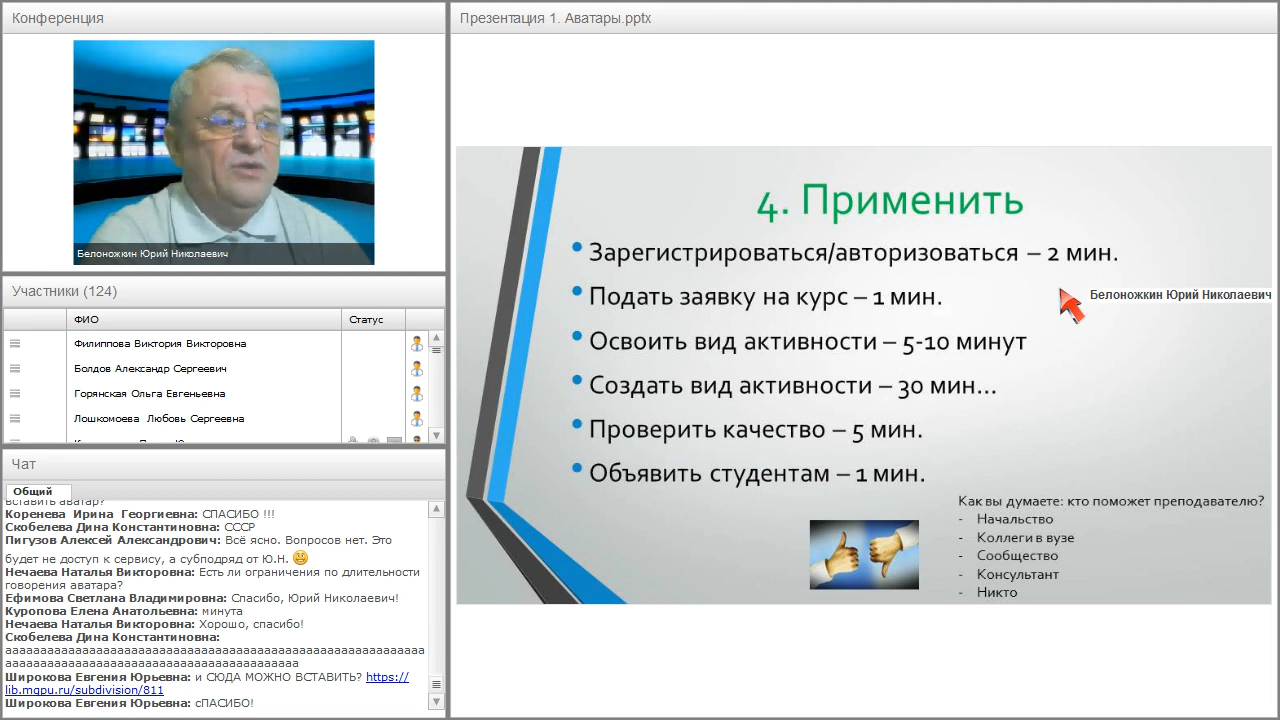 Конференция
Белоножкин Юрий Николаевич
Участники (124)
ФИО
Статус
Филиппова Виктория Викторовна
Болдов Александр Сергеевич
Горянская Ольга Евгеньевна
Лошкомоева Любовь Сергеевна
Чат
Общий
вставить аватар?
Коренева Ирина Георгиевна: СПАСИБО !!!
Скобелева Дина Константиновна: СССР
Пигузов Алексей Александрович: Всё ясно. Вопросов нет. Это
будет не доступ к сервису, а субподряд от Ю.Н.
Нечаева Наталья Викторовна: Есть ли ограничения по длительности
говорения аватара?
Ефимова Светлана Владимировна: Спасибо, Юрий Николаевич!
Куропова Елена Анатольевна: минута
Нечаева Наталья Викторовна: Хорошо, спасибо!
Скобелева Дина Константиновна:
Широкова Евгения Юрьевна: и СЮДА МОЖНО ВСТАВИТЬ? https://
lib.mgpu.ru/subdivision/811
Широкова Евгения Юрьевна: сПАСИБО!
Презентация 1. Аватары.pptx
4. Применить
Зарегистрироваться/авторизоваться – 2 мин.
Подать заявку на курс – 1 мин.
Белоножкин Юрий Николаевич
Освоить вид активности – 5-10 минут
Создать вид активности – 30 мин...
Проверить качество – 5 мин.
Объявить студентам – 1 мин.
Как вы думаете: кто поможет преподавателю?
- Начальство
- Коллеги в вузе
- Сообщество
- Консультант
- Никто